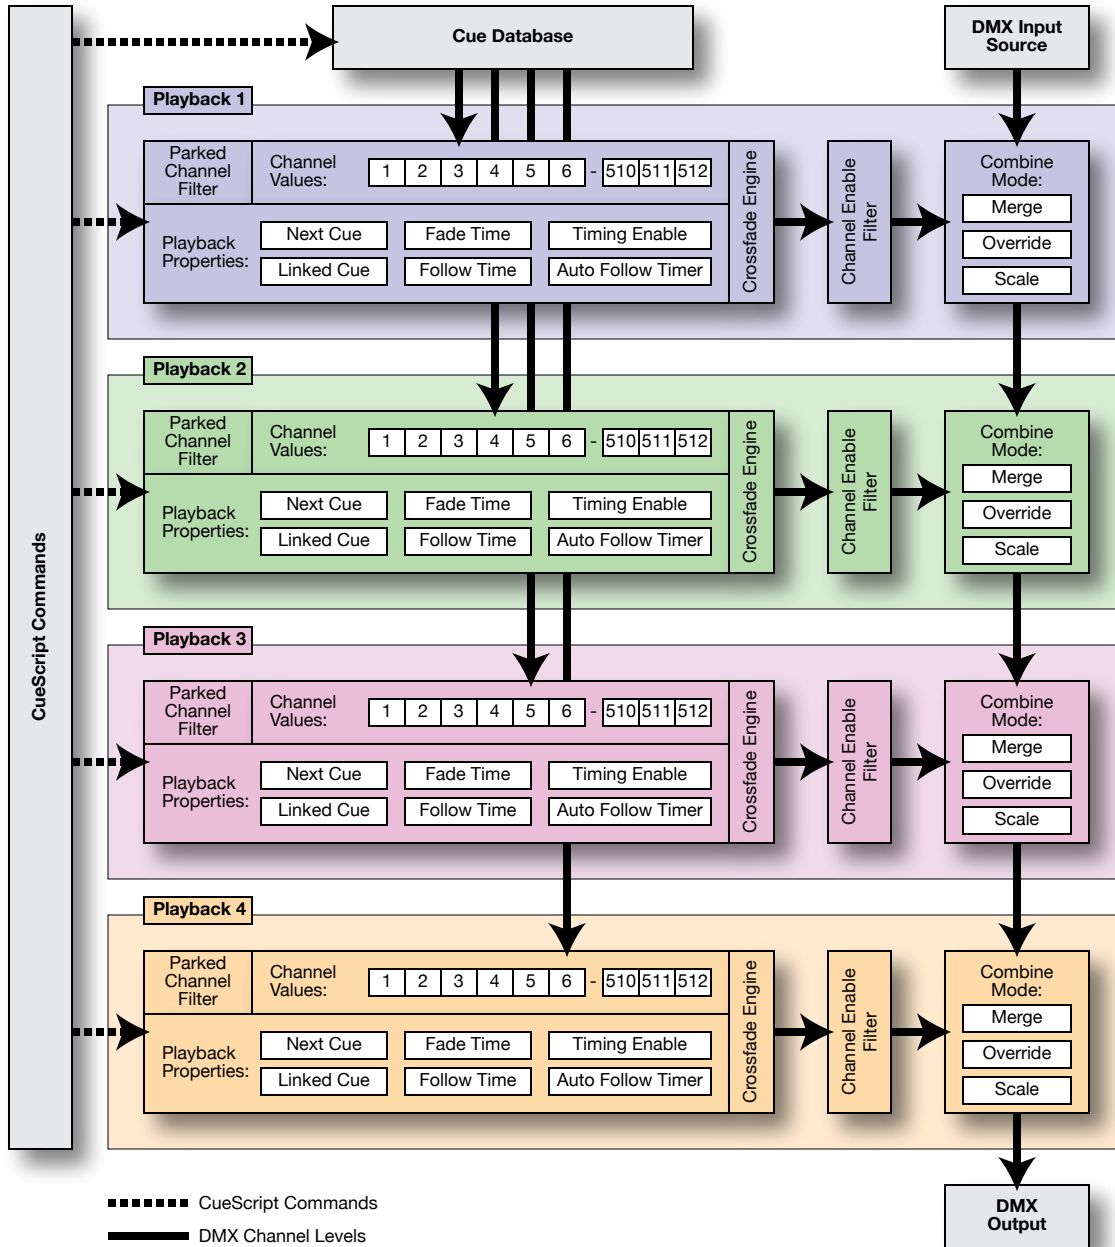 CueScript Commands
Cue Database
DMX Input
Source
Playback 1
Parked
Channel
Filter
Channel
Values:
1 2 3 4 5 6 - 510 511 512
Playback
Properties:
Next Cue
Fade Time
Timing Enable
Linked Cue
Follow Time
Auto Follow Timer
Crossfade Engine
Channel Enable
Filter
Combine
Mode:
Merge
Override
Scale
Playback 2
Parked
Channel
Filter
Channel
Values:
1 2 3 4 5 6 - 510 511 512
Playback
Properties:
Next Cue
Fade Time
Timing Enable
Linked Cue
Follow Time
Auto Follow Timer
Crossfade Engine
Channel Enable
Filter
Combine
Mode:
Merge
Override
Scale
Playback 3
Parked
Channel
Filter
Channel
Values:
1 2 3 4 5 6 - 510 511 512
Playback
Properties:
Next Cue
Fade Time
Timing Enable
Linked Cue
Follow Time
Auto Follow Timer
Crossfade Engine
Channel Enable
Filter
Combine
Mode:
Merge
Override
Scale
Playback 4
Parked
Channel
Filter
Channel
Values:
1 2 3 4 5 6 - 510 511 512
Playback
Properties:
Next Cue
Fade Time
Timing Enable
Linked Cue
Follow Time
Auto Follow Timer
Crossfade Engine
Channel Enable
Filter
Combine
Mode:
Merge
Override
Scale
CueScript Commands
DMX Channel Levels
DMX
Output